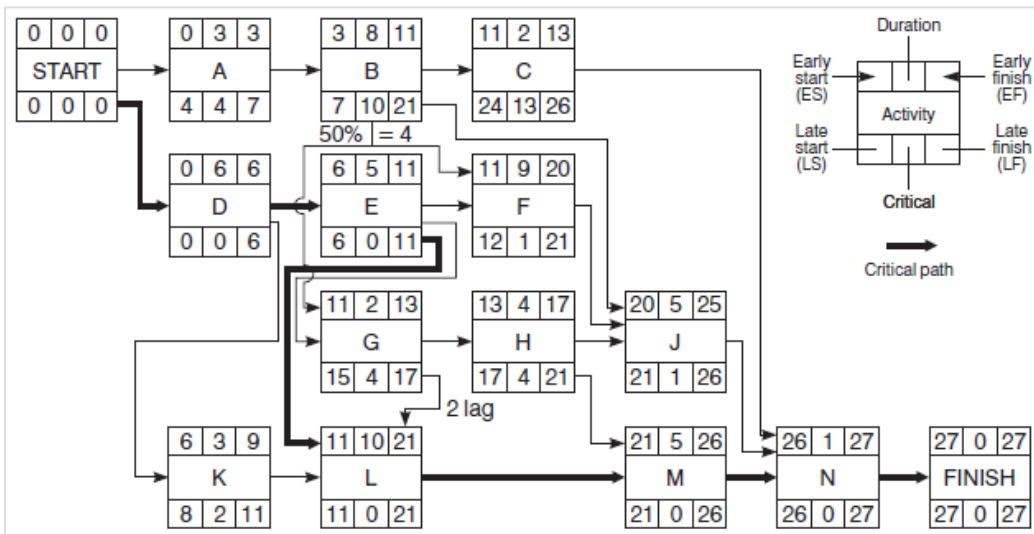 0 0 0
START
0 0 0
0 3 3
A
4 4 7
3 8 11
B
7 10 21
11 2 13
C
24 13 26
50% = 4
0 6 6
D
0 0 6
6 5 11
E
6 0 11
11 9 20
F
12 1 21
11 2 13
G
15 4 17
13 4 17
H
17 4 21
20 5 25
J
21 1 26
2 lag
6 3 9
K
8 2 11
11 10 21
L
11 0 21
21 5 26
M
21 0 26
26 1 27
N
26 0 27
27 0 27
FINISH
27 0 27
Duration
Early
start
(ES)
Early
finish
(EF)
Activity
Late
start
(LS)
Late
finish
(LF)
Critical
Critical path